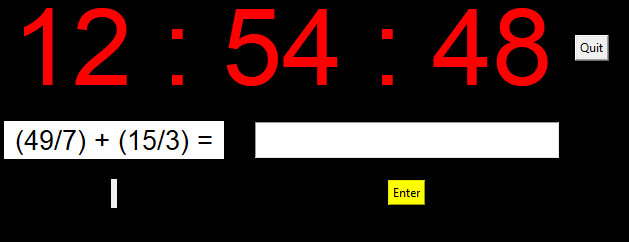 12 : 54 : 48
Quit
(49/7) + (15/3) =
Enter